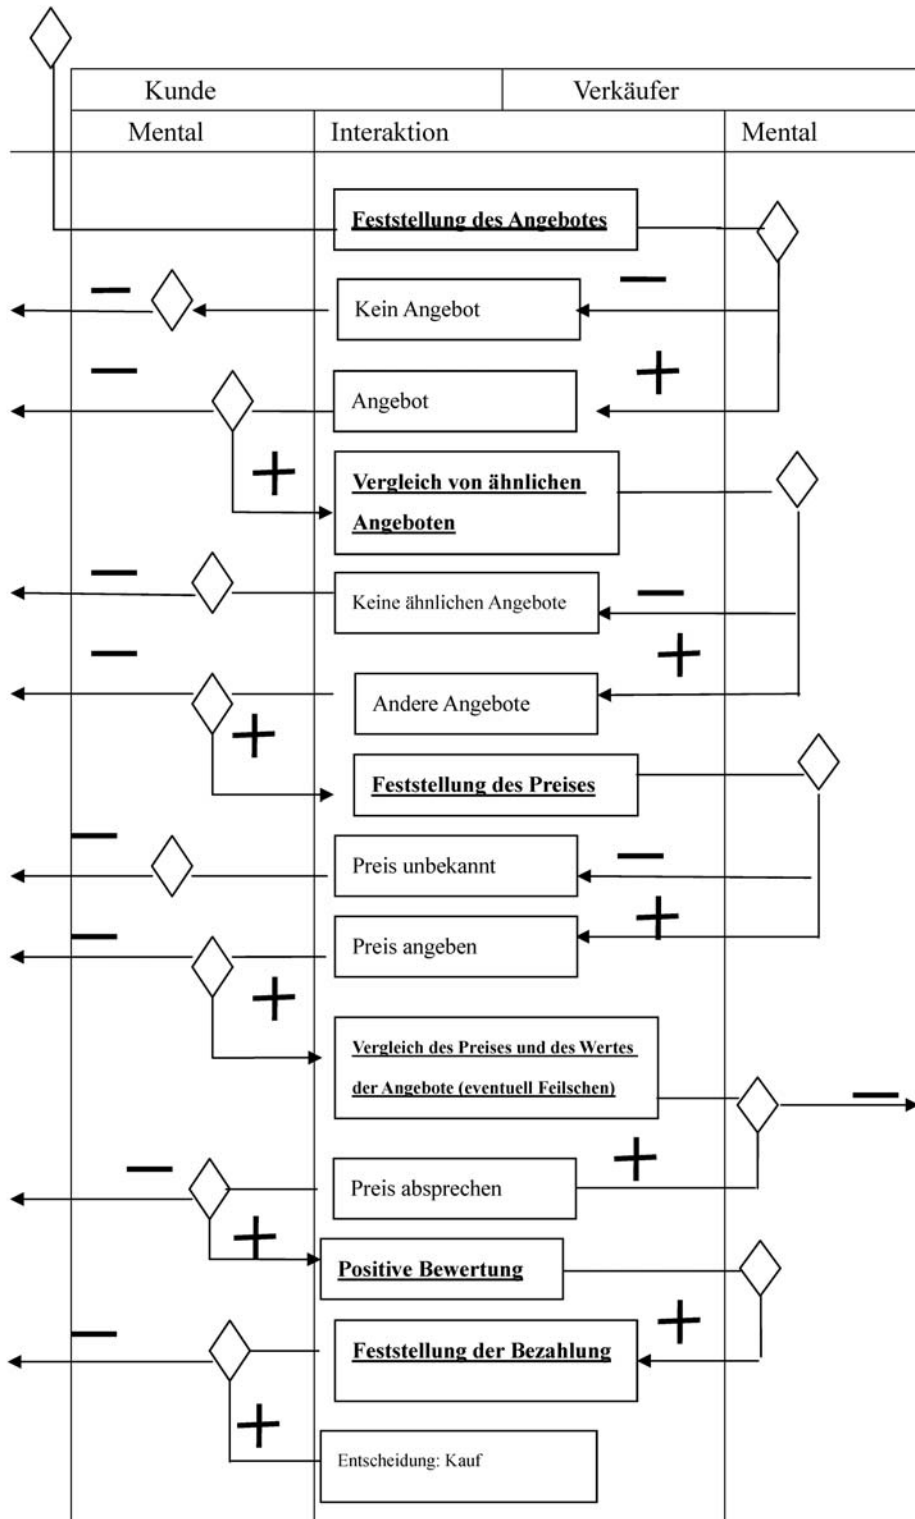 Kunde
Verkäufer
Mental
Interaktion
Mental
Feststellung des Angebotes
Kein Angebot
Angebot
Vergleich von ähnlichen
Angeboten
Keine ähnlichen Angebote
Andere Angebote
Feststellung des Preises
Preis unbekannt
Preis angeben
Vergleich des Preises und des Wertes
der Angebote (eventuell Feilschen)
Preis absprechen
Positive Bewertung
Feststellung der Bezahlung
Entscheidung: Kauf